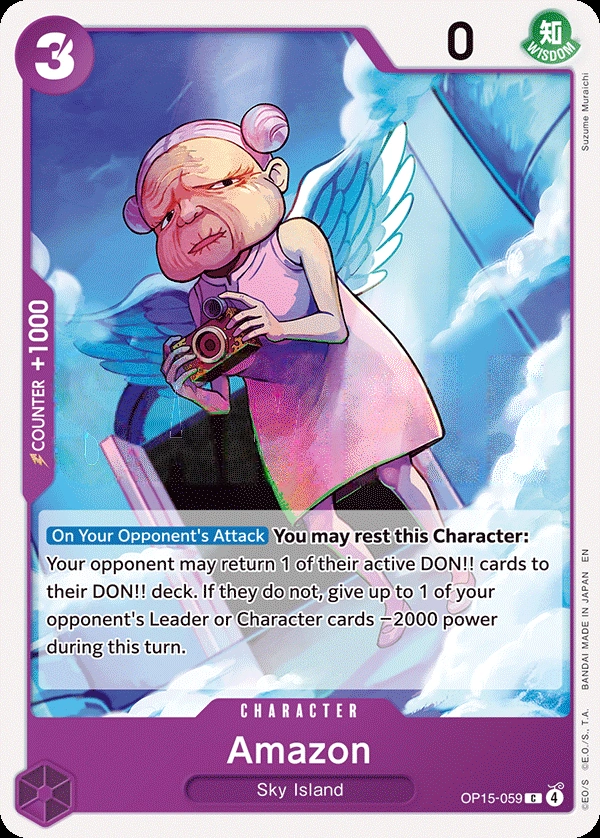 3
0
知
WISDOM
Suzume Muraichi
COUNTER +1000
On Your Opponent's Attack You may rest this Character:
Your opponent may return 1 of their active DON!! cards to
their DON!! deck. If they do not, give up to 1 of your
opponent's Leader or Character cards −2000 power
during this turn.
CHARACTER
Amazon
Sky Island
OP15-059 C 4
©EO/S ©E.O./S., T.A. BANDAI MADE IN JAPAN EN